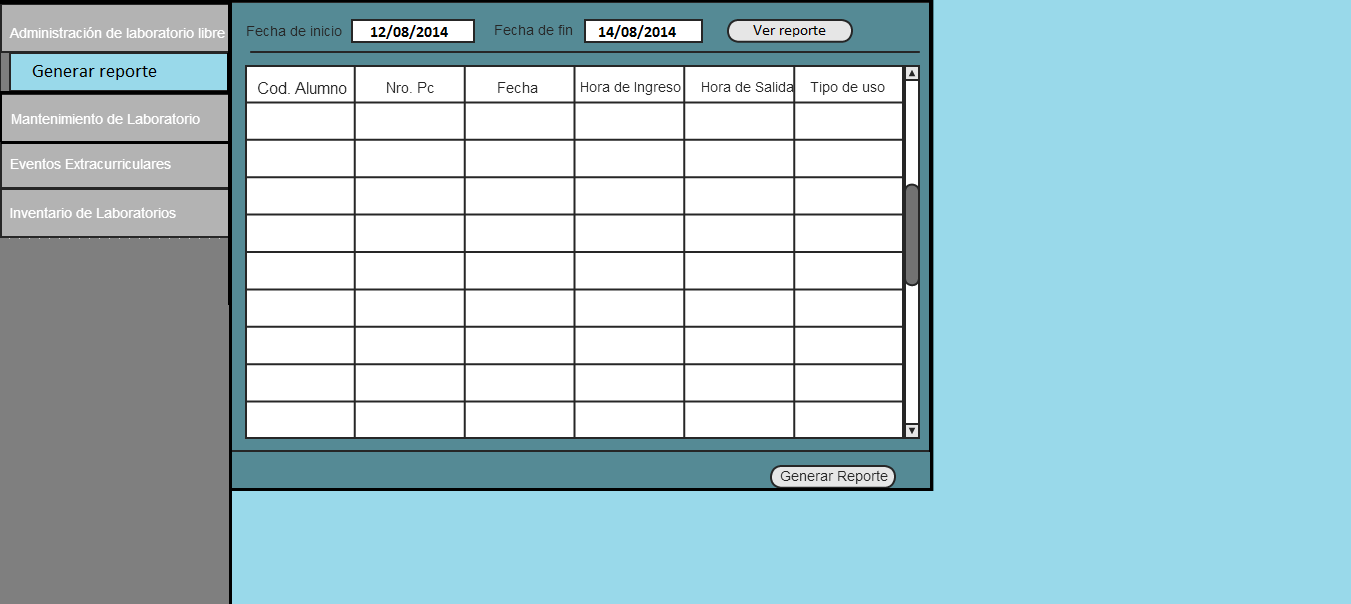 Administración de laboratorio libre
Generar reporte
Mantenimiento de Laboratorio
Eventos Extracurriculares
Inventario de Laboratorios
Fecha de inicio 12/08/2014 Fecha de fin 14/08/2014 Ver reporte
Cod. Alumno Nro. Pc Fecha Hora de Ingreso Hora de Salida Tipo de uso
Generar Reporte